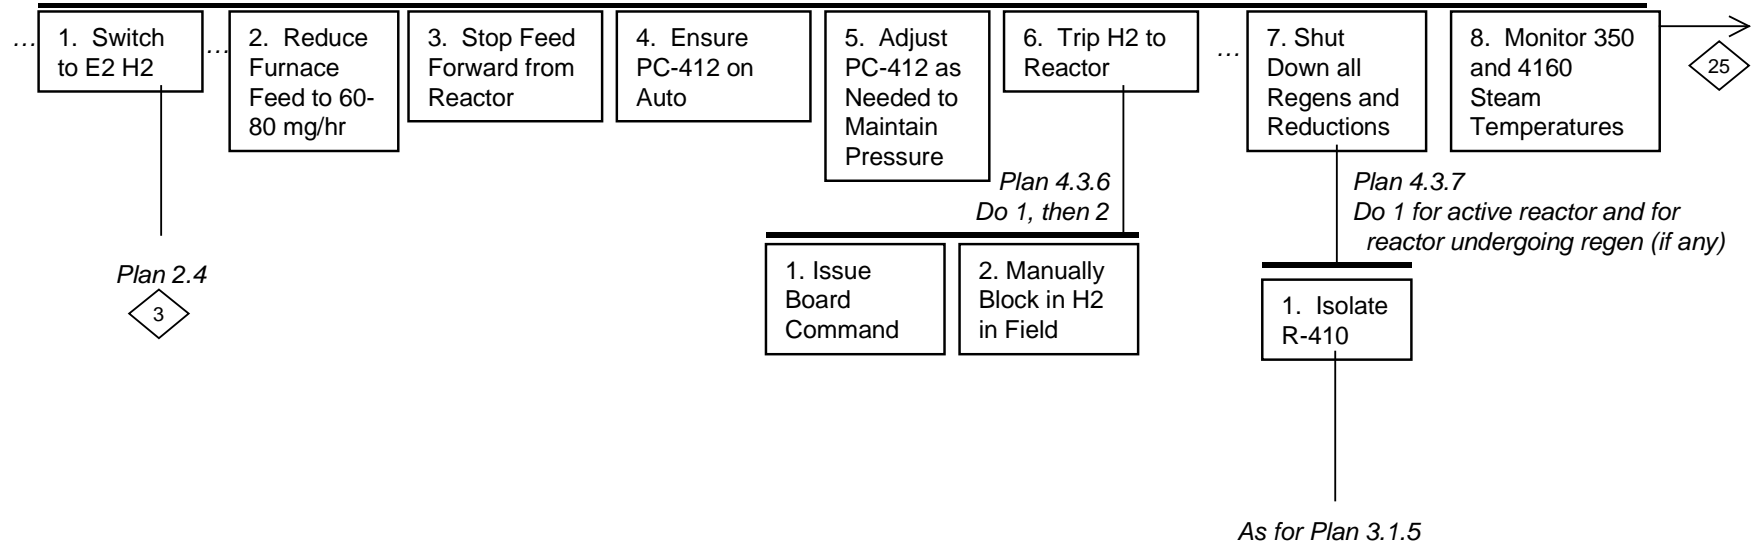 ...
1. Switch
to E2 H2
...
2. Reduce
Furnace
Feed to 60-
80 mg/hr
3. Stop Feed
Forward from
Reactor
4. Ensure
PC-412 on
Auto
5. Adjust
PC-412 as
Needed to
Maintain
Pressure
6. Trip H2 to
Reactor
...
7. Shut
Down all
Regens and
Reductions
8. Monitor 350
and 4160
Steam
Temperatures
25
Plan 2.4
3
Plan 4.3.6
Do 1, then 2
1. Issue
Board
Command
2. Manually
Block in H2
in Field
Plan 4.3.7
Do 1 for active reactor and for
reactor undergoing regen (if any)
1. Isolate
R-410
As for Plan 3.1.5